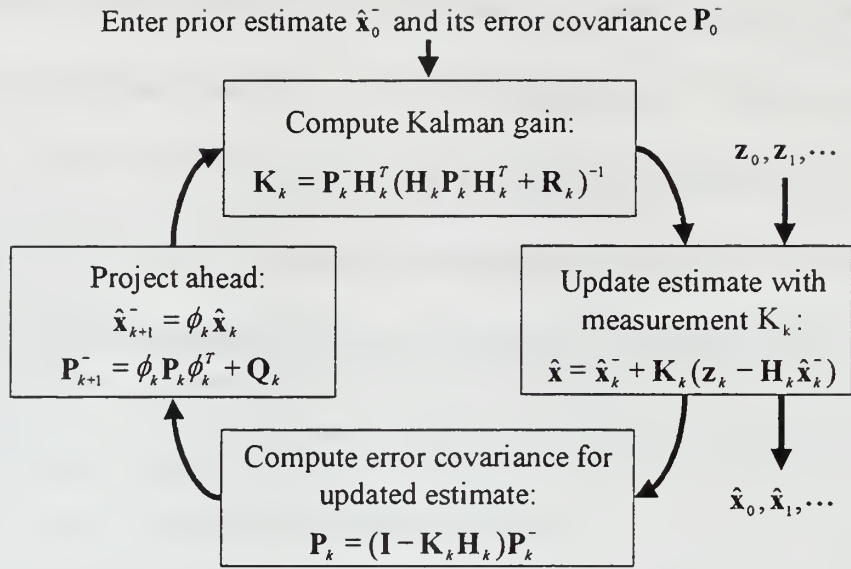 Enter prior estimate x̂₀⁻ and its error covariance P₀⁻
Compute Kalman gain:
Kₖ = Pₖ⁻Hₖᵀ(HₖPₖ⁻Hₖᵀ + Rₖ)⁻¹
z₀, z₁, ⋯
Project ahead:
x̂ₖ₊₁⁻ = ϕₖx̂ₖ
Pₖ₊₁⁻ = ϕₖPₖϕₖᵀ + Qₖ
Update estimate with
measurement Kₖ:
x̂ = x̂ₖ⁻ + Kₖ(zₖ − Hₖx̂ₖ⁻)
Compute error covariance for
updated estimate:
Pₖ = (I − KₖHₖ)Pₖ⁻
x̂₀, x̂₁, ⋯